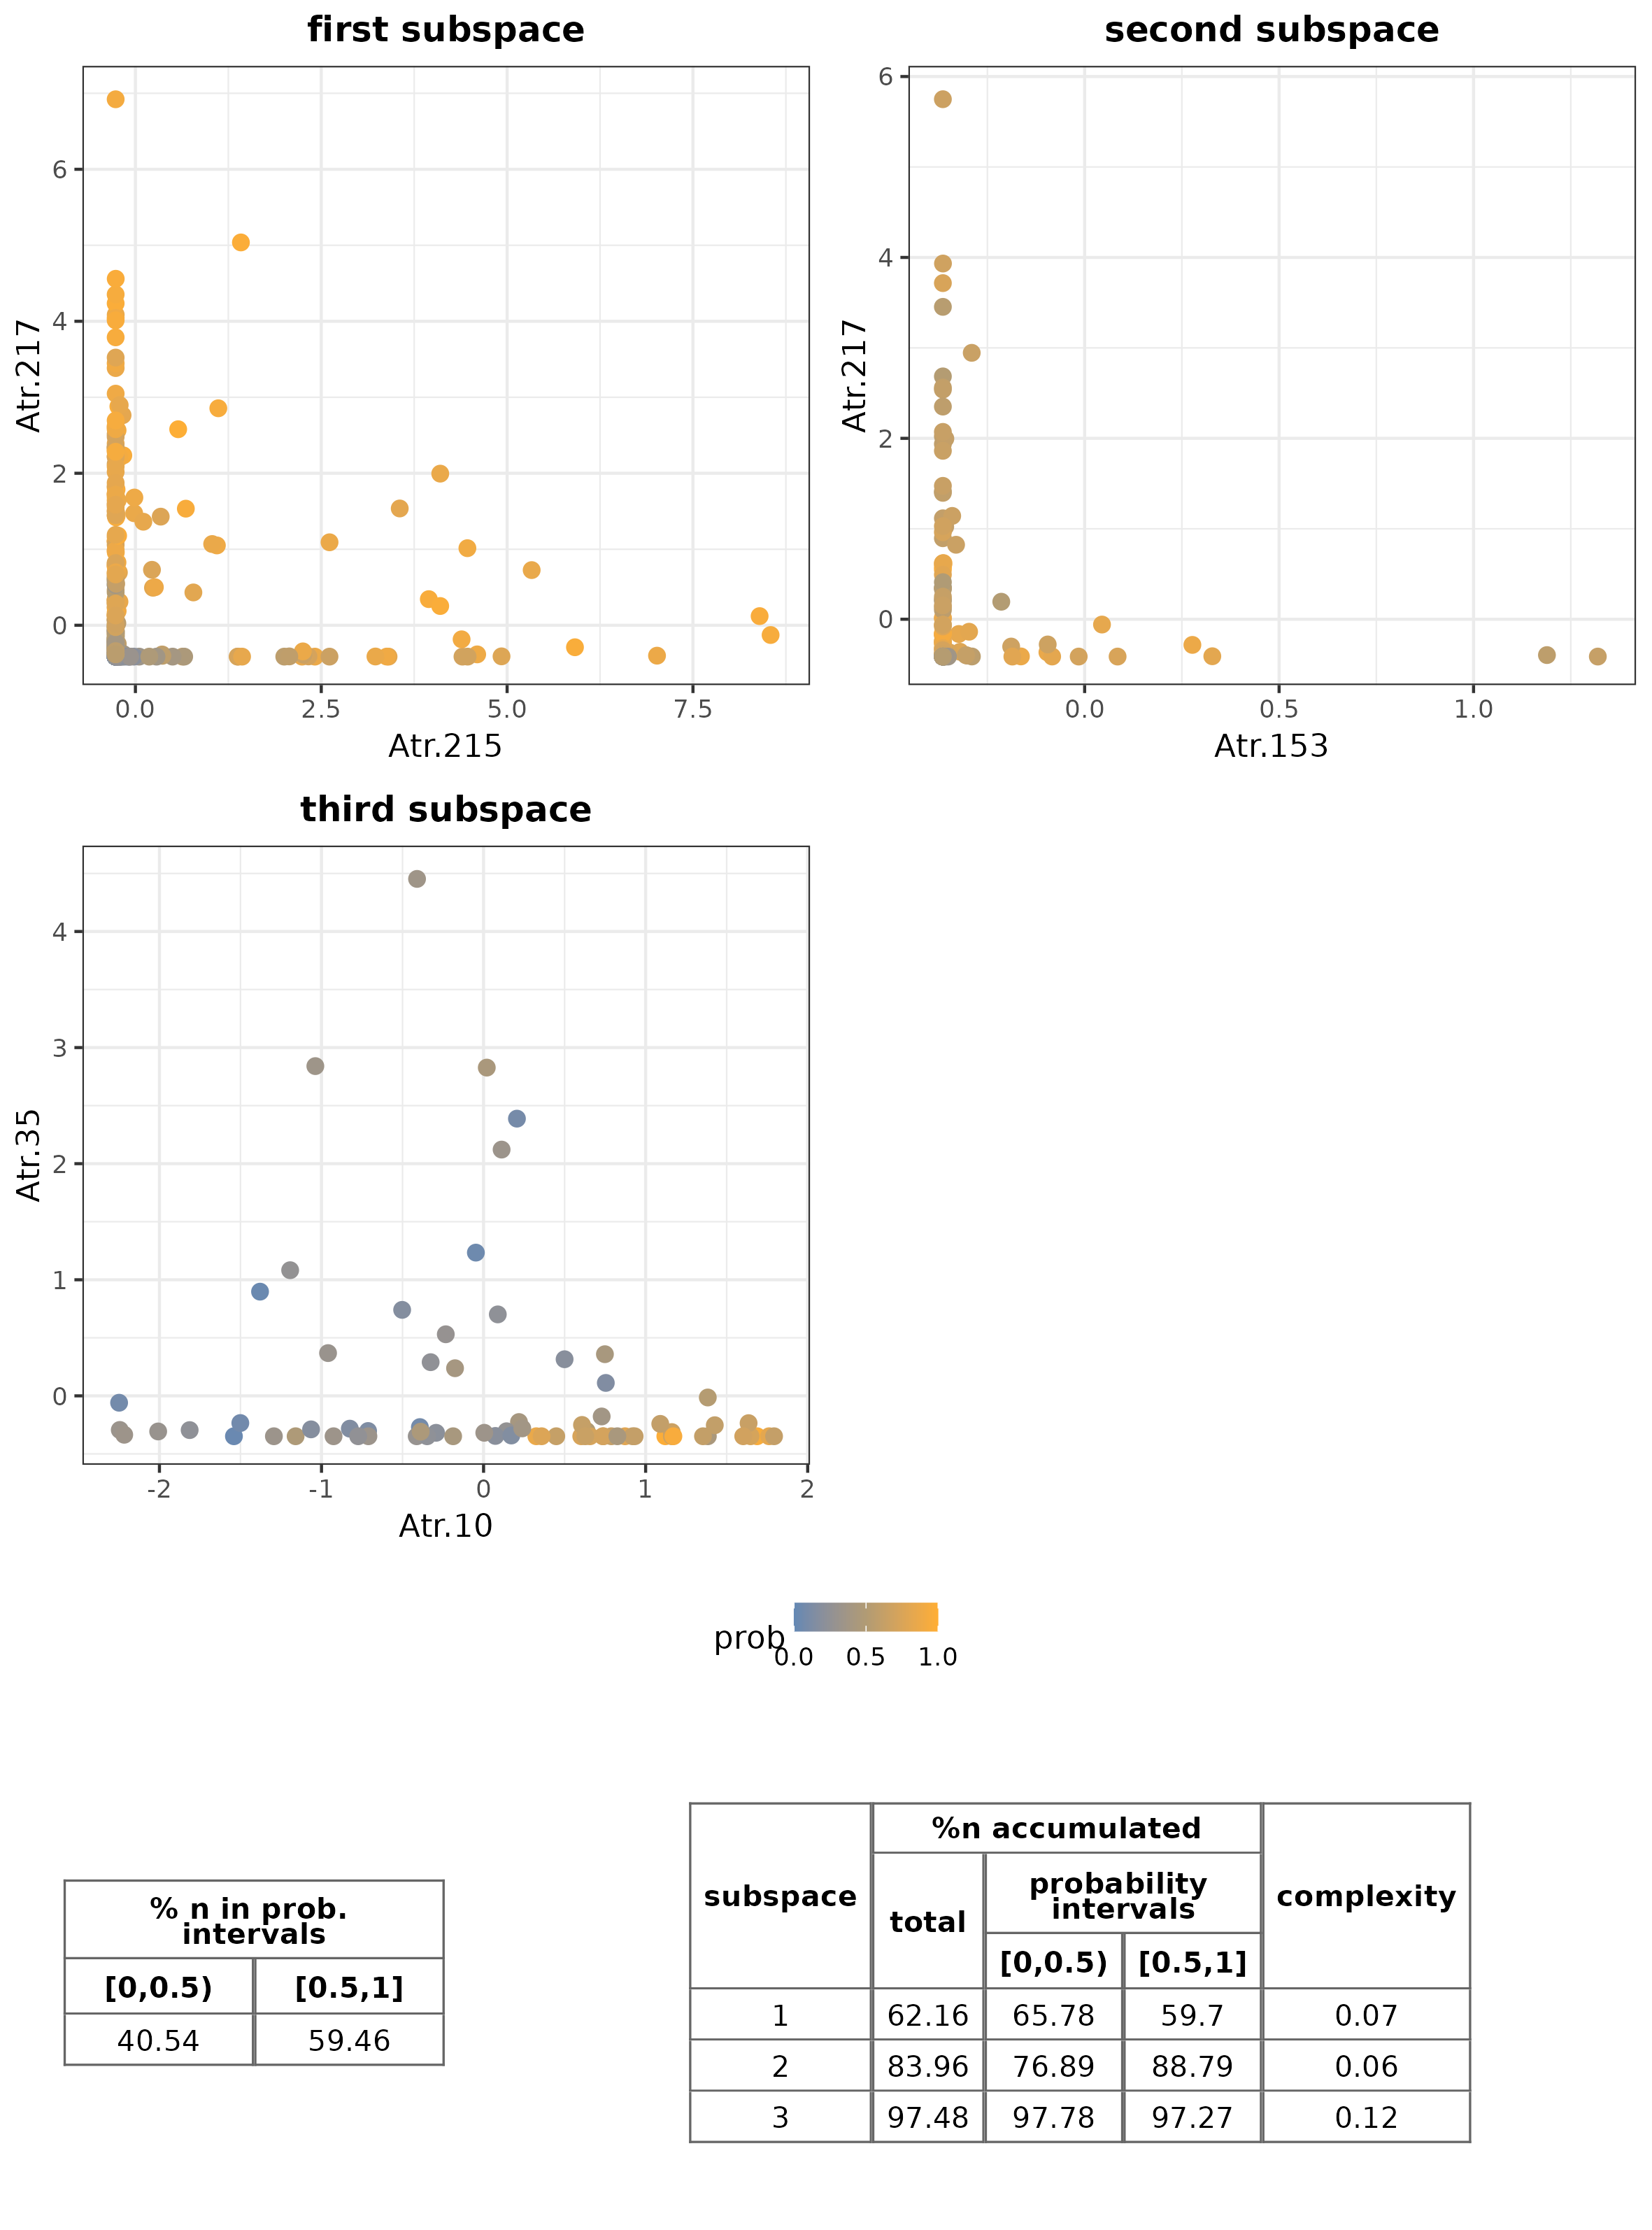 first subspace
second subspace
6
4
2
0
Atr.217
0.0 2.5 5.0 7.5
Atr.215
6
4
2
0
Atr.217
0.0 0.5 1.0
Atr.153
third subspace
4
3
2
1
0
Atr.35
-2 -1 0 1 2
Atr.10
prob
0.0 0.5 1.0
% n in prob.
intervals
[0,0.5) [0.5,1]
40.54 59.46
%n accumulated
probability
intervals
subspace total complexity
[0,0.5) [0.5,1]
1 62.16 65.78 59.7 0.07
2 83.96 76.89 88.79 0.06
3 97.48 97.78 97.27 0.12